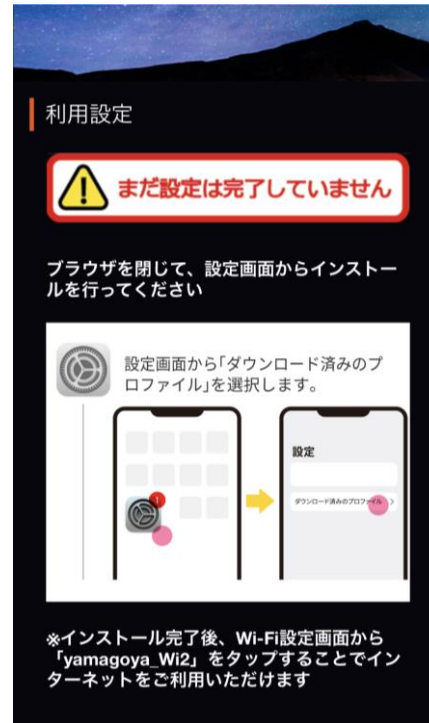 利用設定
まだ設定は完了していません
ブラウザを閉じて、設定画面からインストー
ルを行ってください
設定画面から「ダウンロード済みのプ
ロファイル」を選択します。
1
設定
ダウンロード済みのプロファイル
※インストール完了後、Wi-Fi設定画面から
「yamagoya_Wi2」をタップすることでイン
ターネットをご利用いただけます